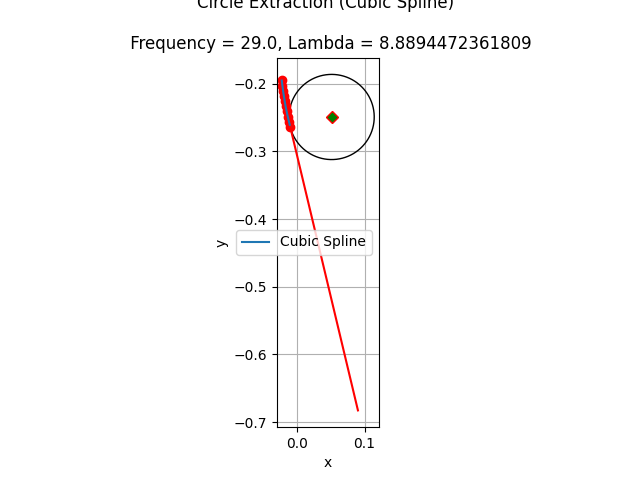 Circle Extraction (Cubic Spline)
Frequency = 29.0, Lambda = 8.8894472361809
−0.2
−0.3
−0.4
−0.5
−0.6
−0.7
y
Cubic Spline
0.0 0.1
x